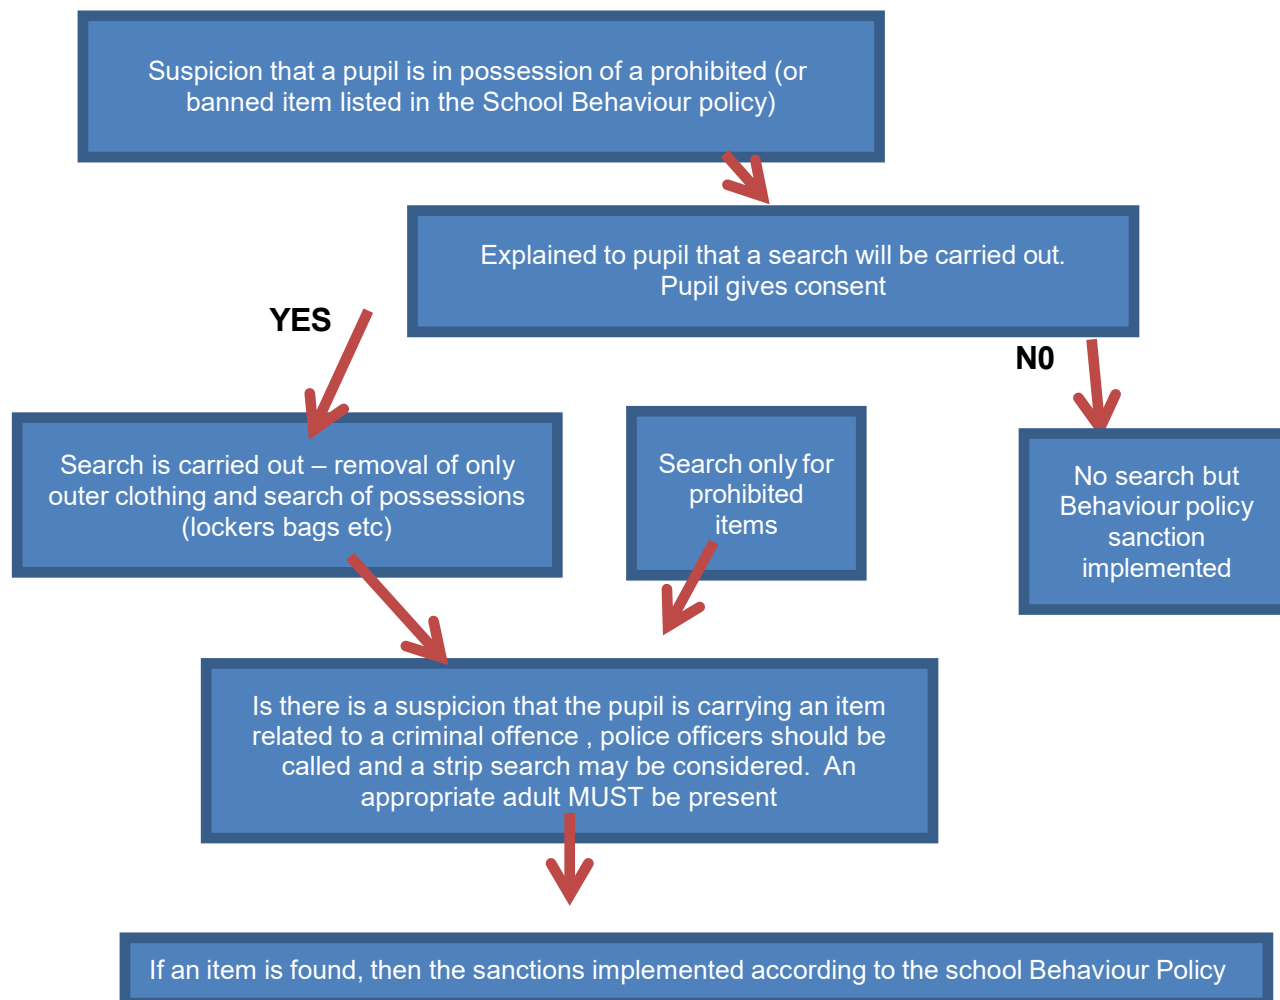 Suspicion that a pupil is in possession of a prohibited (or
banned item listed in the School Behaviour policy)
Explained to pupil that a search will be carried out.
Pupil gives consent
YES
N0
Search is carried out – removal of only
outer clothing and search of possessions
(lockers bags etc)
Search only for
prohibited
items
No search but
Behaviour policy
sanction
implemented
Is there is a suspicion that the pupil is carrying an item
related to a criminal offence , police officers should be
called and a strip search may be considered.  An
appropriate adult MUST be present
If an item is found, then the sanctions implemented according to the school Behaviour Policy